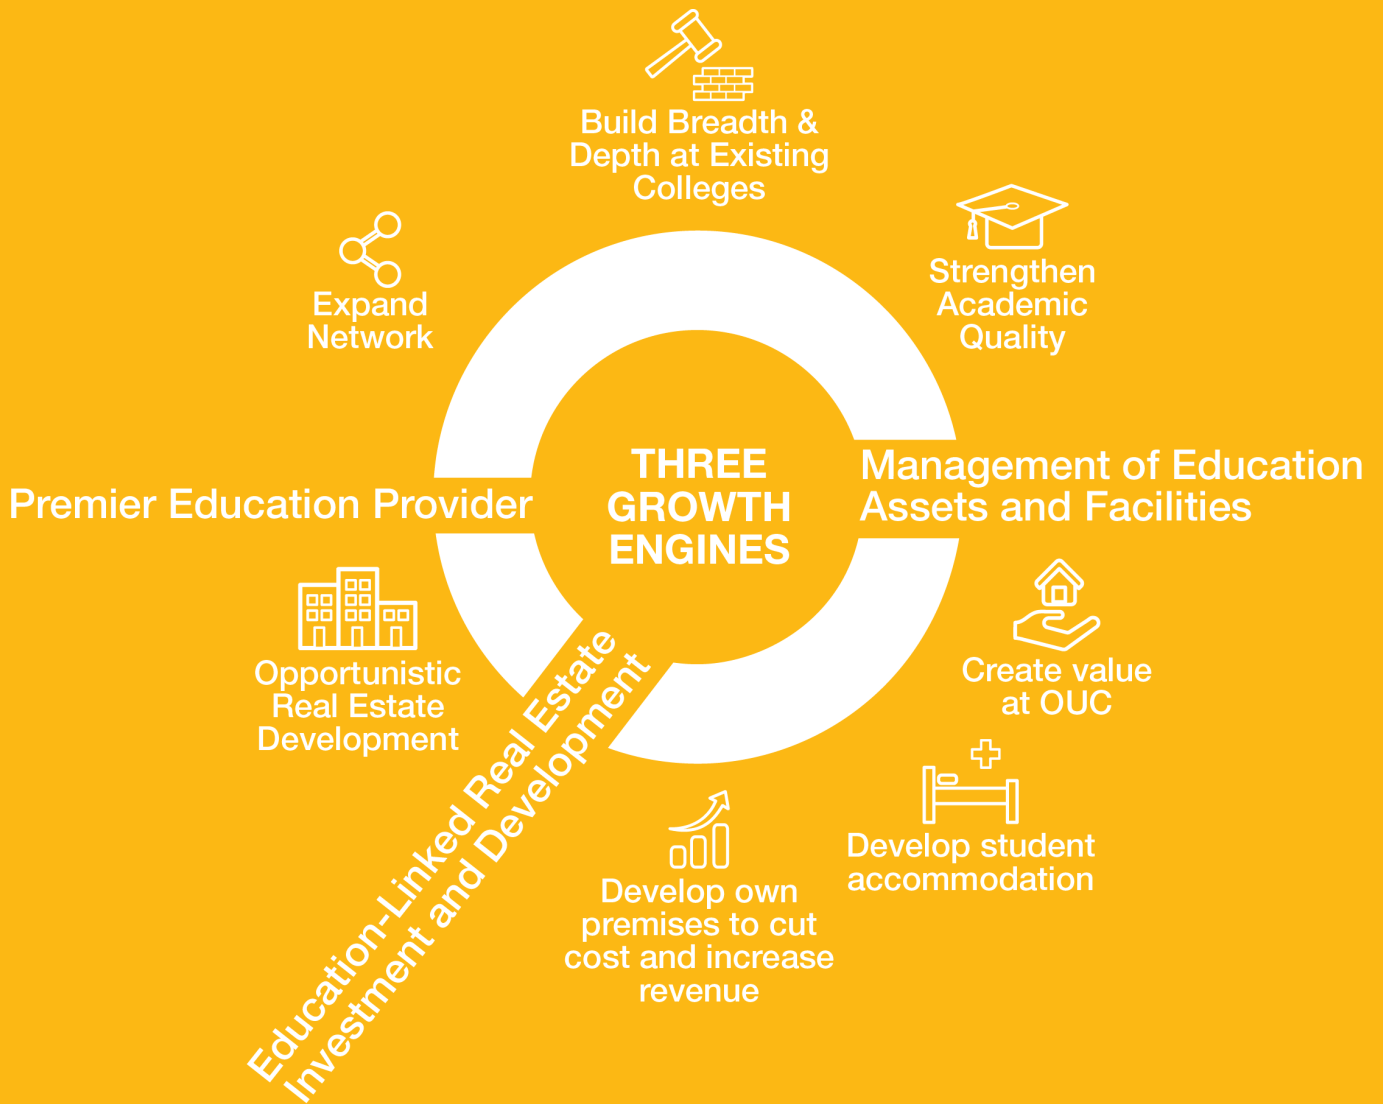 Build Breadth &
Depth at Existing
Colleges
Strengthen
Academic
Quality
Expand
Network
Premier Education Provider
THREE
GROWTH
ENGINES
Management of Education
Assets and Facilities
Opportunistic
Real Estate
Development
Education-Linked Real Estate
Investment and Development
Create value
at OUC
Develop student
accommodation
Develop own
premises to cut
cost and increase
revenue